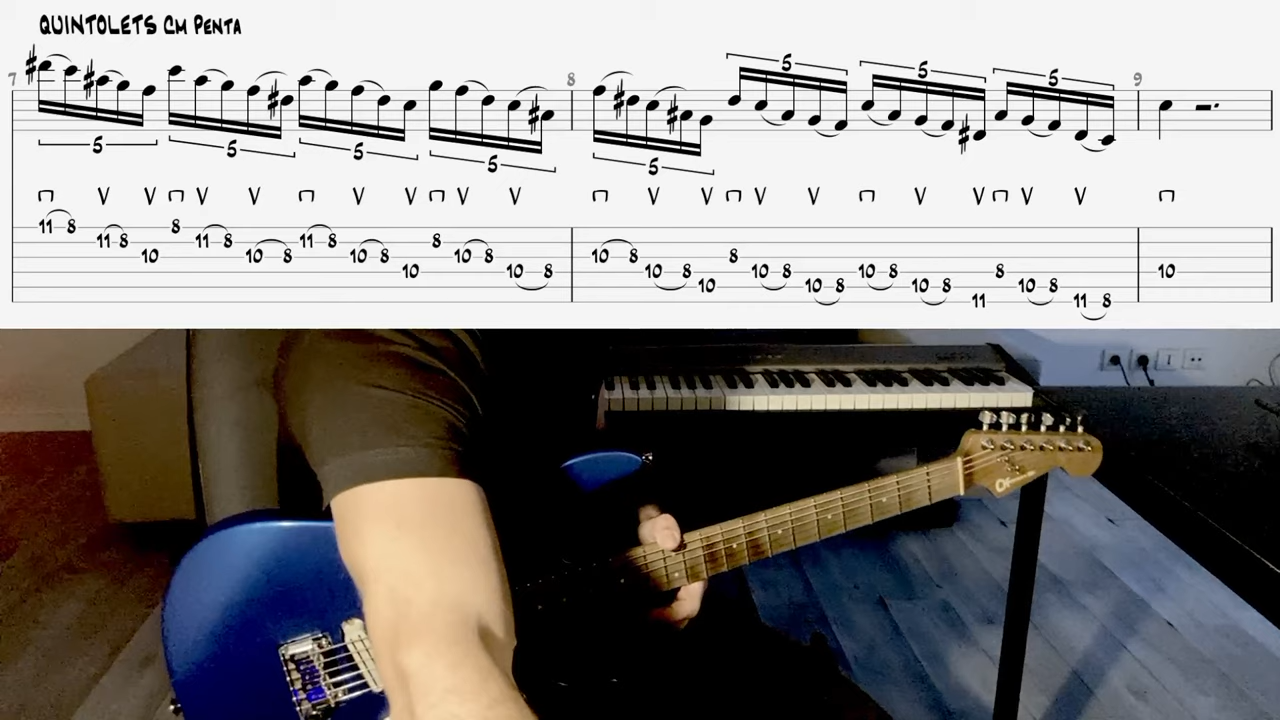 QUINTOLETS Cm PENTA
5 5 5
7 8 9
5 5 5 5 5
11 8 8
11 8 11 8 11 8 8
10 10 8 10 8 10 8 10 8 8
10 10 8 10 8 10 8 10 8 8 10
10 10 8 10 8 10 8
11 11 8